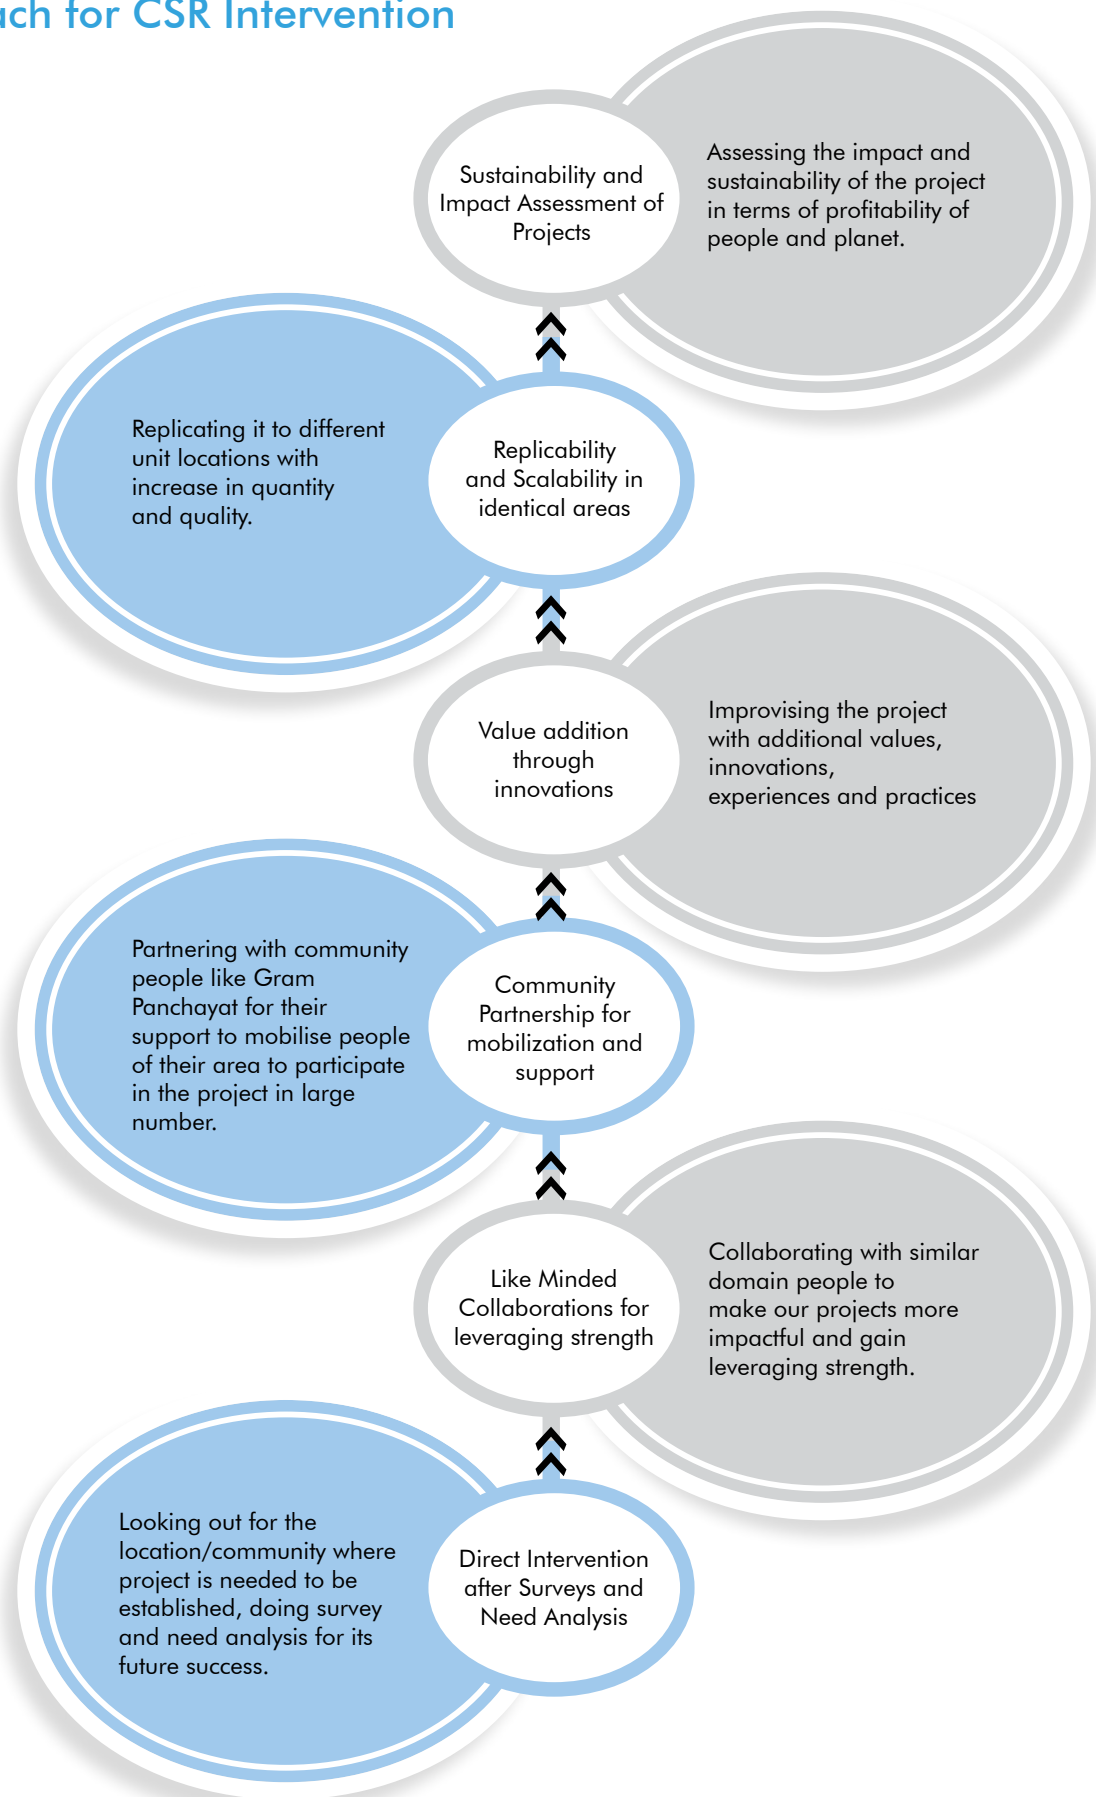 ach for CSR Intervention
Sustainability and
Impact Assessment of
Projects
Assessing the impact and
sustainability of the project
in terms of profitability of
people and planet.
Replicating it to different
unit locations with
increase in quantity
and quality.
Replicability
and Scalability in
identical areas
Value addition
through
innovations
Improvising the project
with additional values,
innovations,
experiences and practices
Partnering with community
people like Gram
Panchayat for their
support to mobilise people
of their area to participate
in the project in large
number.
Community
Partnership for
mobilization and
support
Like Minded
Collaborations for
leveraging strength
Collaborating with similar
domain people to
make our projects more
impactful and gain
leveraging strength.
Looking out for the
location/community where
project is needed to be
established, doing survey
and need analysis for its
future success.
Direct Intervention
after Surveys and
Need Analysis